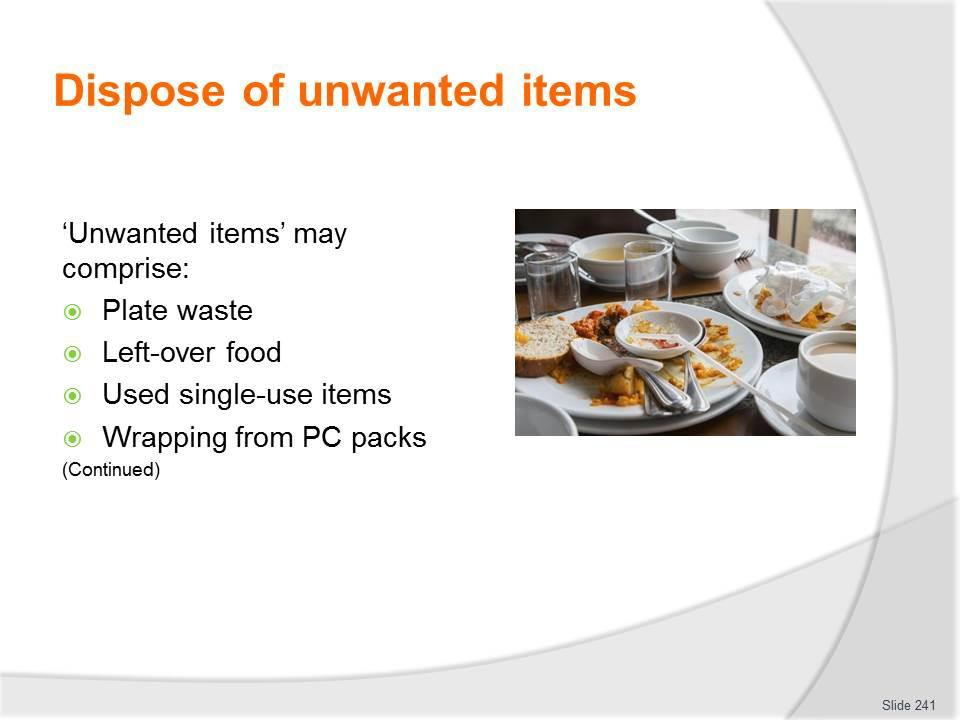 Dispose of unwanted items
‘Unwanted items’ may
comprise:
Plate waste
Left-over food
Used single-use items
Wrapping from PC packs
(Continued)
Slide 241